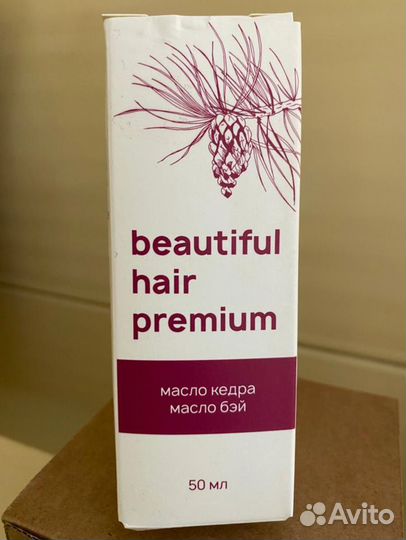 beautiful
hair
premium
масло кедра
масло бэй
50 мл
Avito